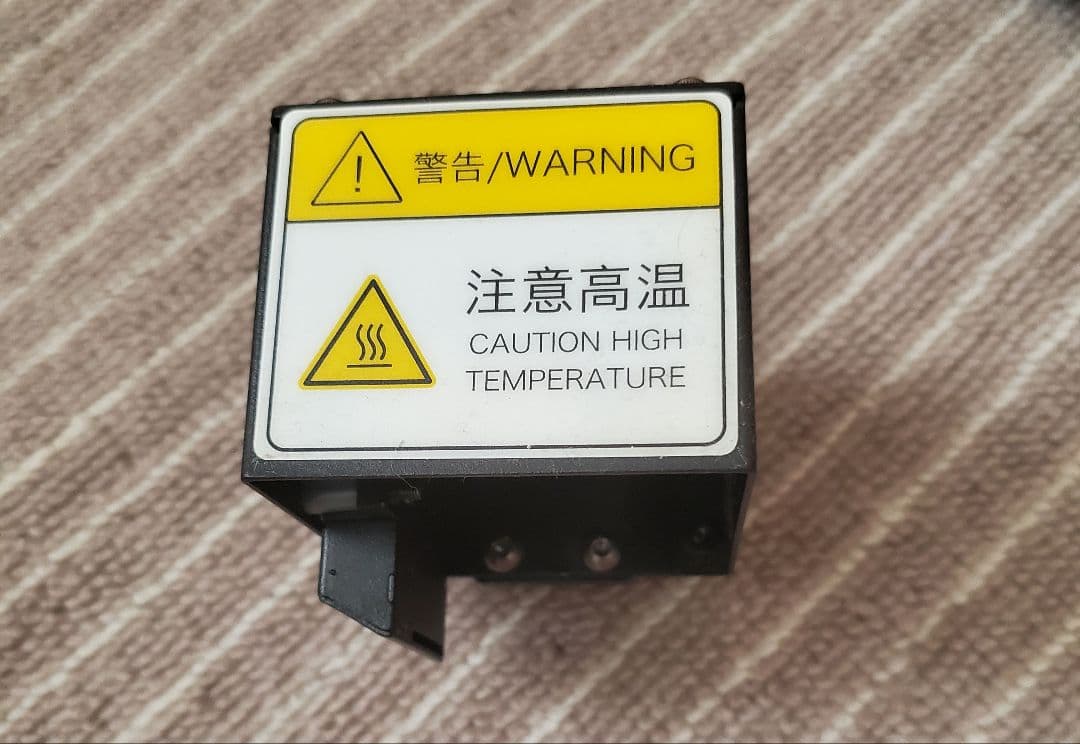 警告/WARNING
注意高温
CAUTION HIGH
TEMPERATURE